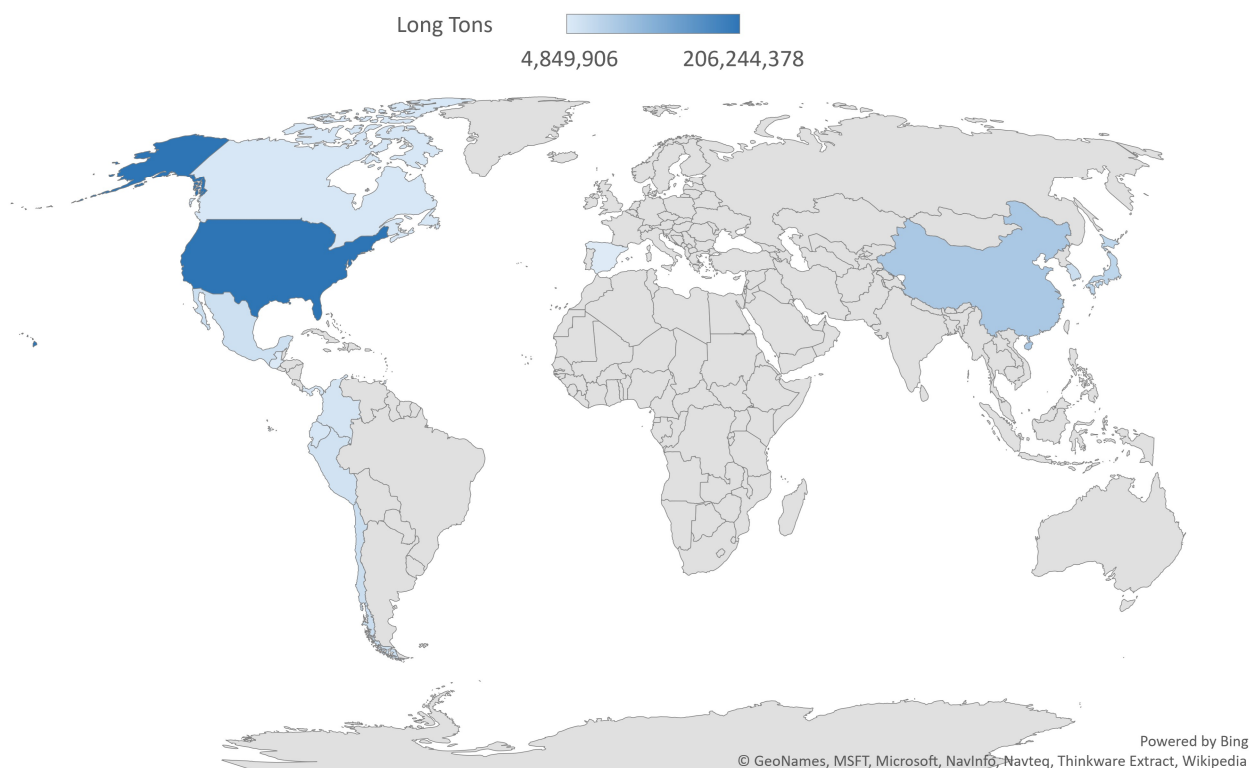 Long Tons
4,849,906 206,244,378
Powered by Bing
© GeoNames, MSFT, Microsoft, NavInfo, Navteq, Thinkware Extract, Wikipedia